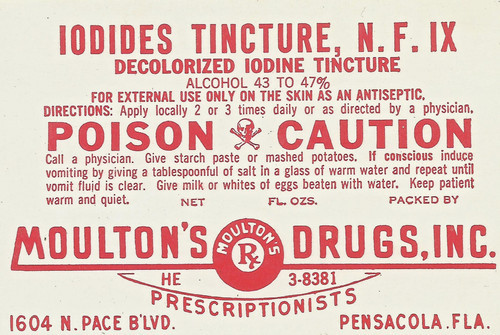 IODIDES TINCTURE, N. F. IX
DECOLORIZED IODINE TINCTURE
ALCOHOL 43 TO 47%
FOR EXTERNAL USE ONLY ON THE SKIN AS AN ANTISEPTIC.
DIRECTIONS: Apply locally 2 or 3 times daily or as directed by a physician.
POISON CAUTION
Call a physician. Give starch paste or mashed potatoes. If conscious induce
vomiting by giving a tablespoonful of salt in a glass of warm water and repeat until
vomit fluid is clear. Give milk or whites of eggs beaten with water. Keep patient
warm and quiet. NET FL. OZS. PACKED BY
MOULTON'S DRUGS, INC.
MOULTON'S
Rx
HE 3-8381
PRESCRIPTIONISTS
1604 N. PACE B'LVD. PENSACOLA, FLA.